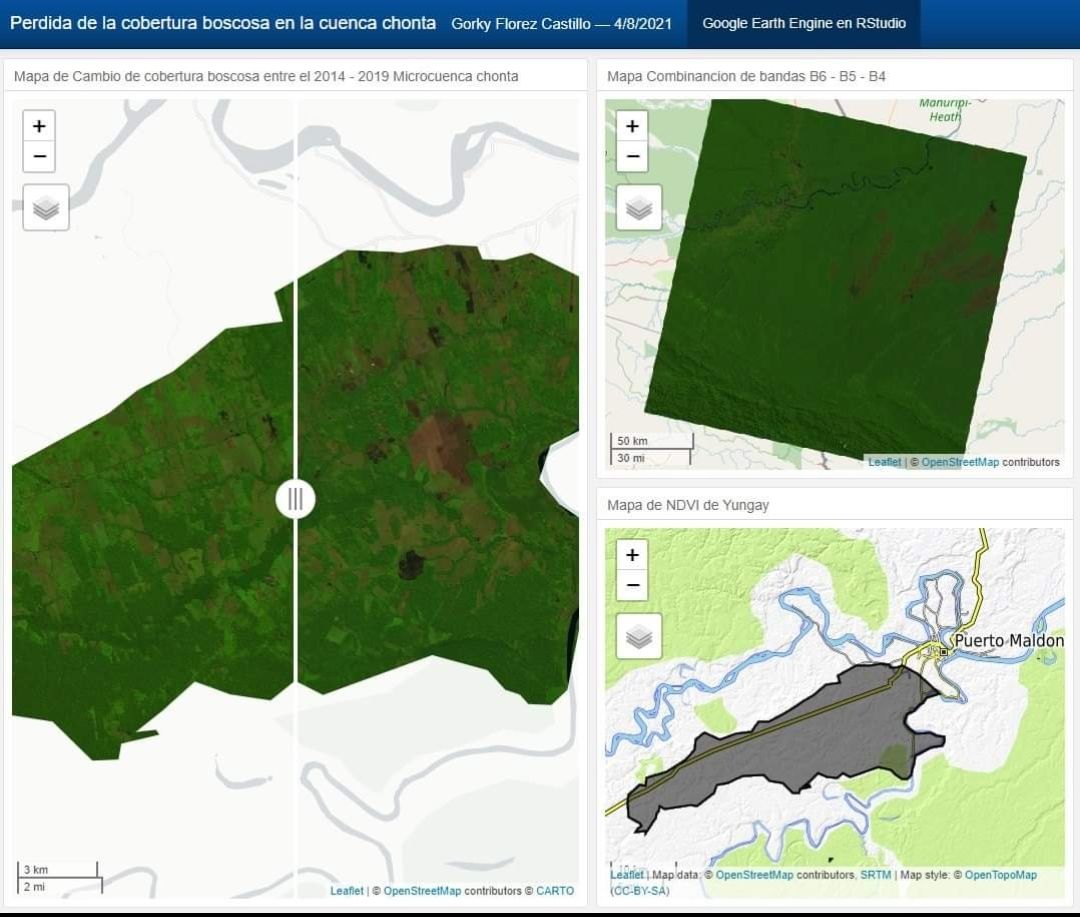 Perdida de la cobertura boscosa en la cuenca chonta Gorky Florez Castillo — 4/8/2021 Google Earth Engine en RStudio
Mapa de Cambio de cobertura boscosa entre el 2014 - 2019 Microcuenca chonta
+
−
3 km
2 mi
Leaflet | © OpenStreetMap contributors © CARTO
Mapa Combinancion de bandas B6 - B5 - B4
Manuripi-
Heath
+
−
50 km
30 mi
Leaflet | © OpenStreetMap contributors
Mapa de NDVI de Yungay
+
−
Puerto Maldon
Leaflet | Map data: © OpenStreetMap contributors, SRTM | Map style: © OpenTopoMap
(CC-BY-SA)